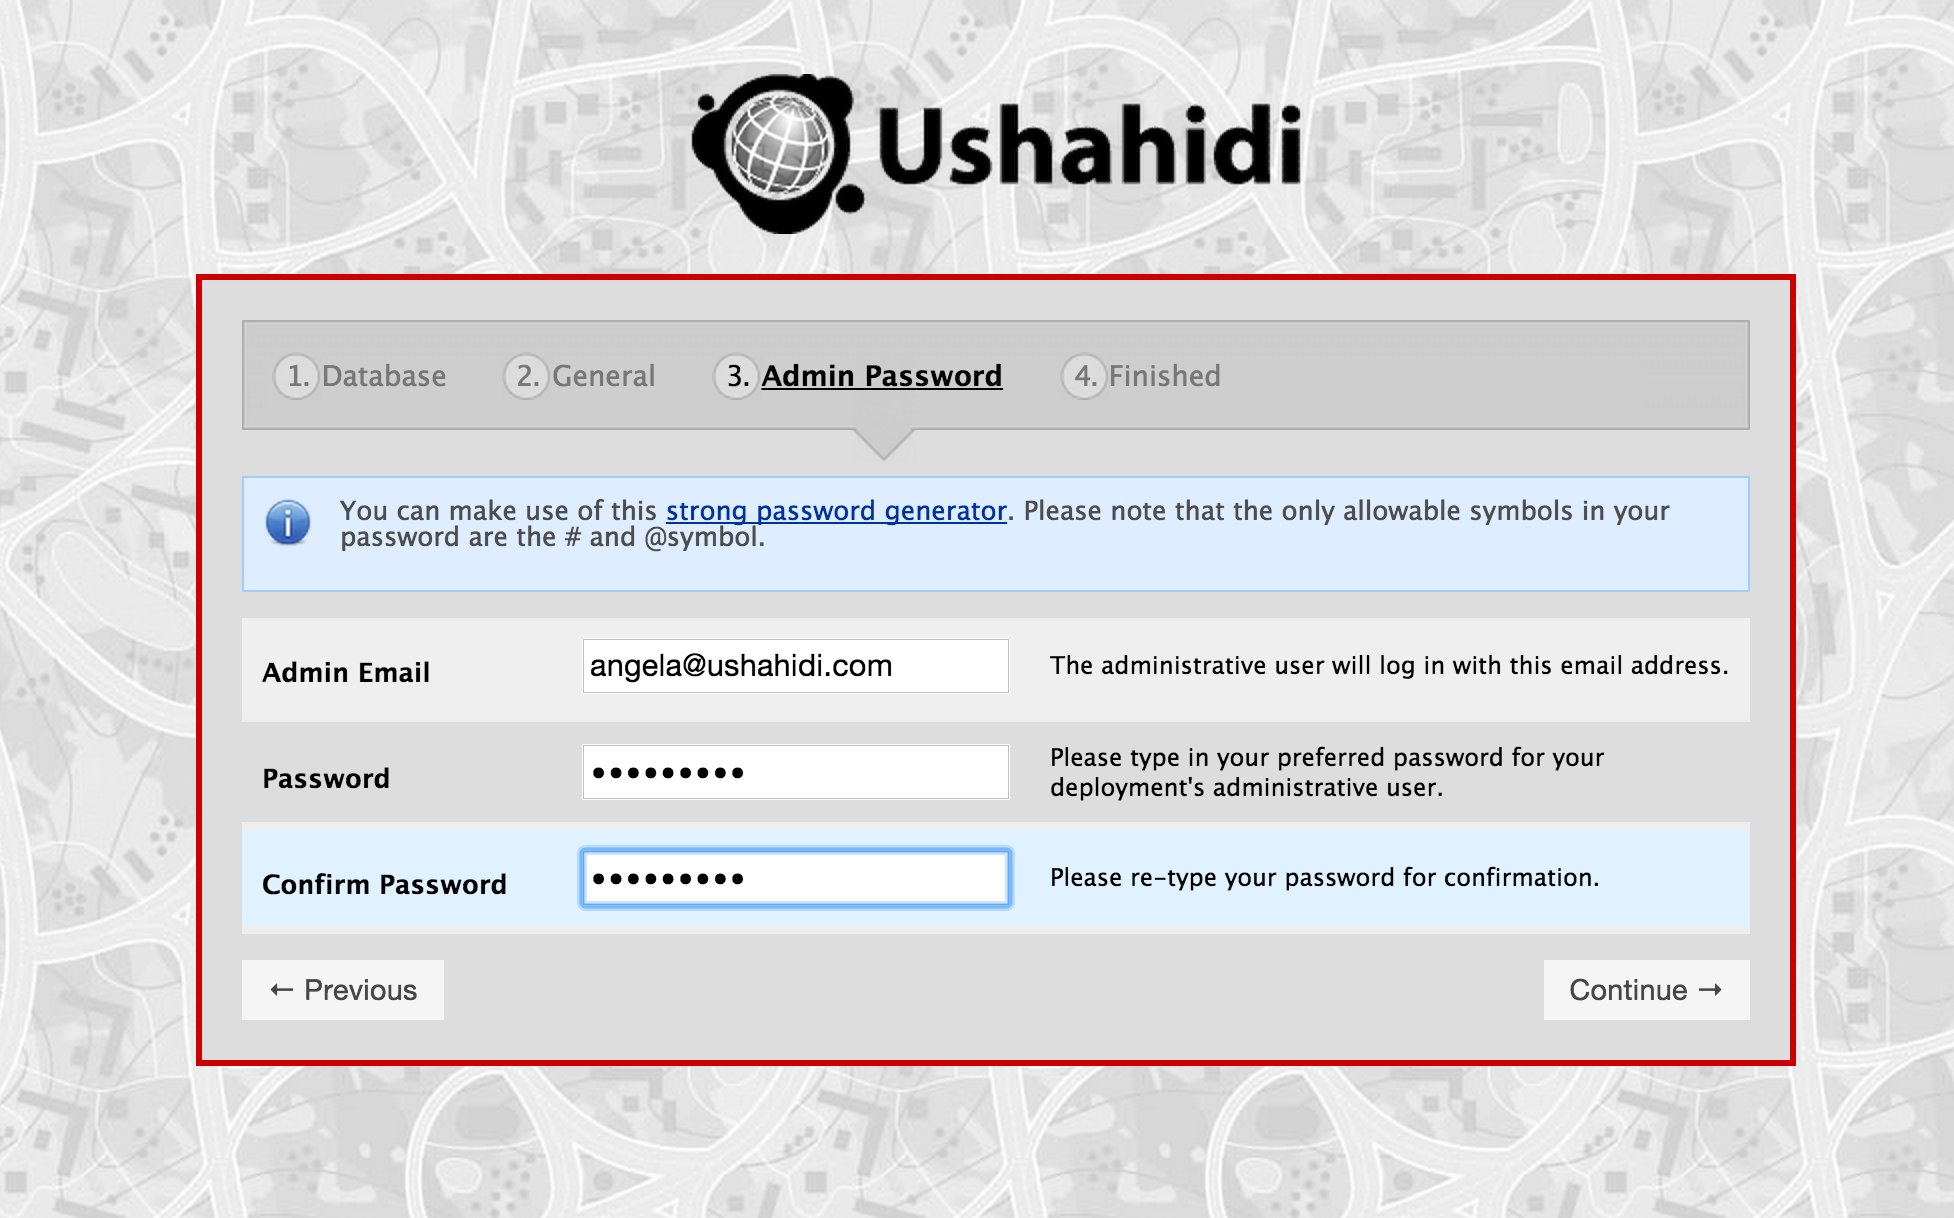 Ushahidi
1. Database 2. General 3. Admin Password 4. Finished
You can make use of this strong password generator. Please note that the only allowable symbols in your
password are the # and @symbol.
Admin Email angela@ushahidi.com The administrative user will log in with this email address.
Password ••••••••• Please type in your preferred password for your
deployment's administrative user.
Confirm Password ••••••••• Please re-type your password for confirmation.
← Previous Continue →